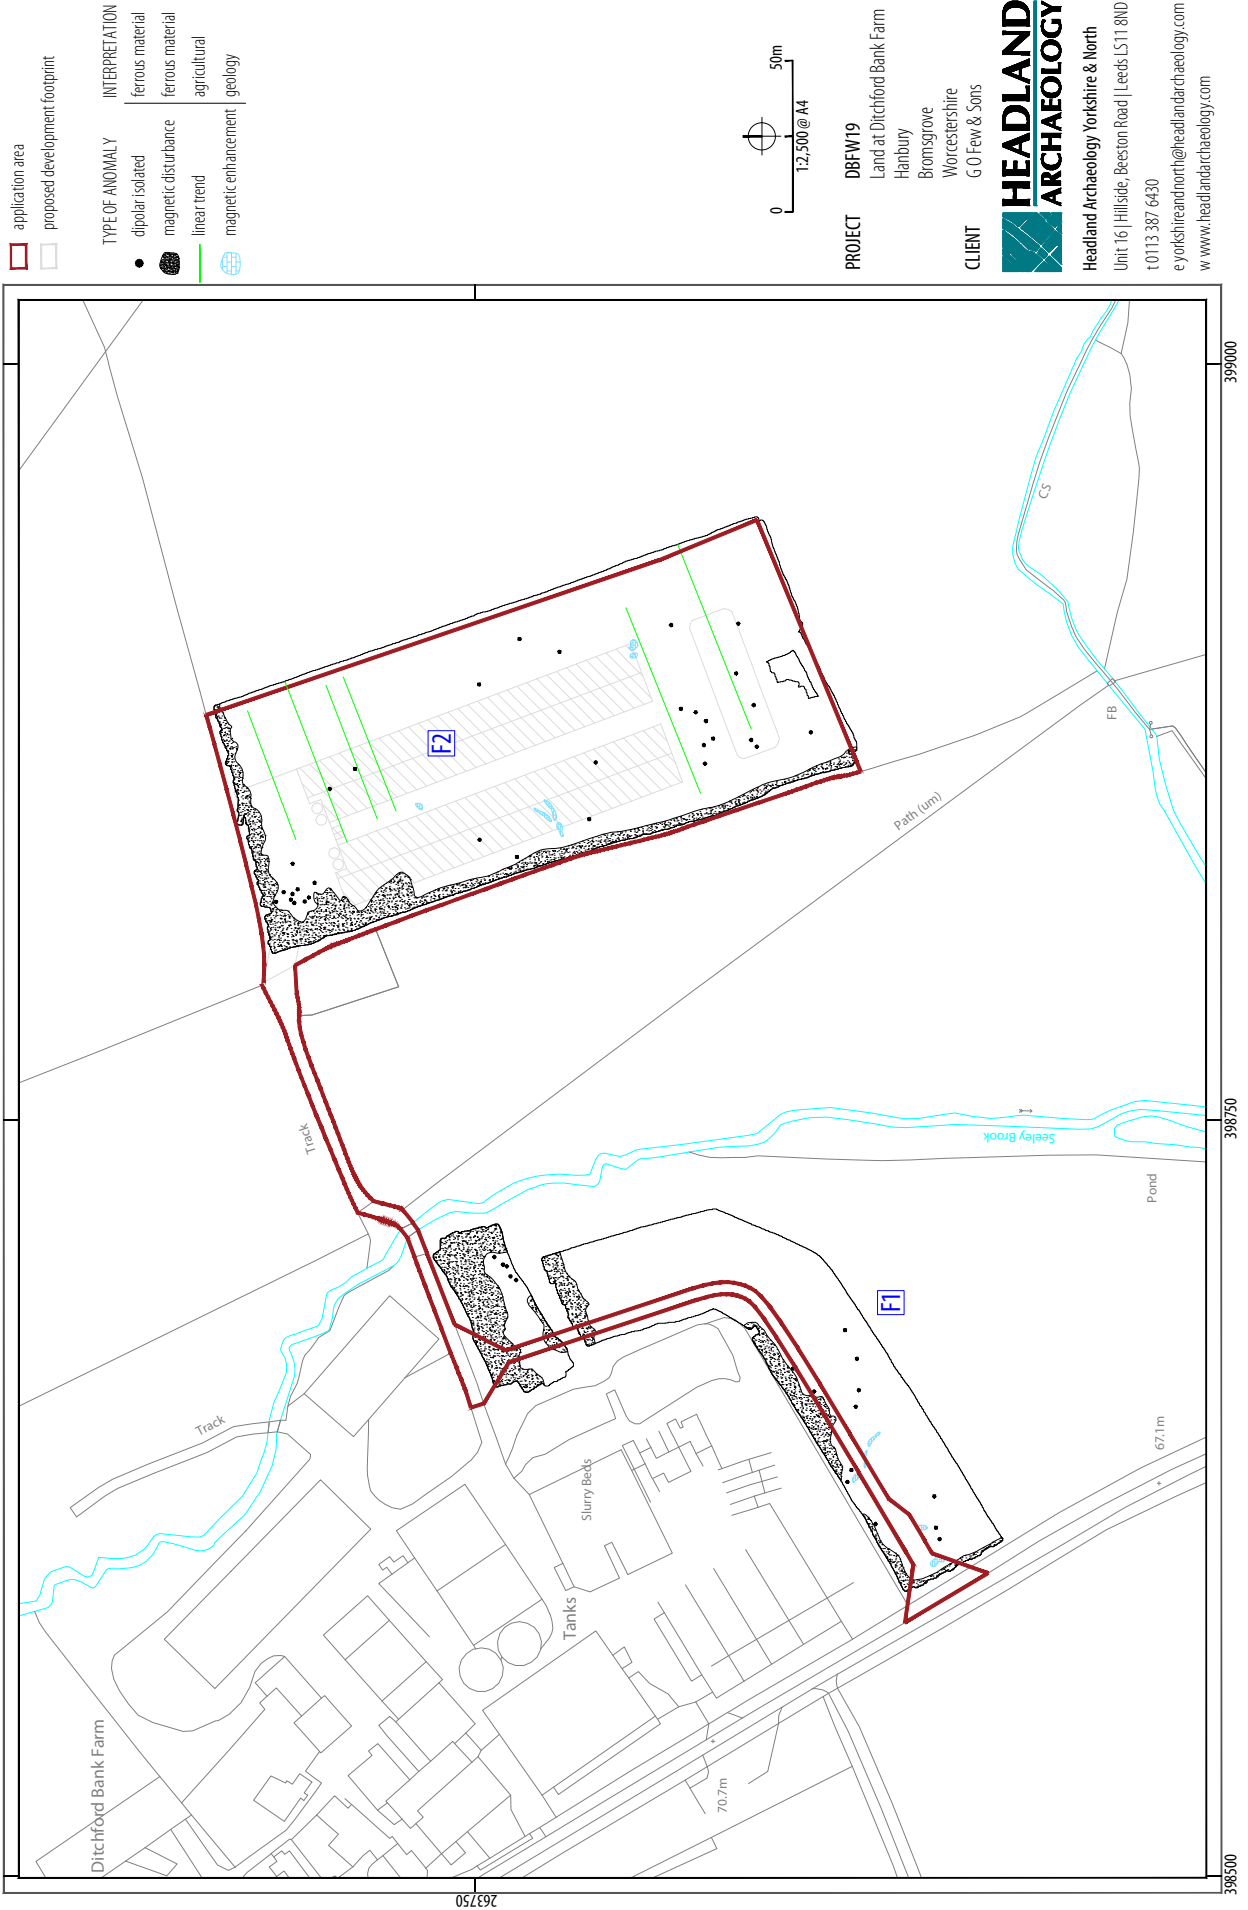 application area
proposed development footprint
TYPE OF ANOMALY INTERPRETATION
dipolar isolated ferrous material
magnetic disturbance ferrous material
linear trend agricultural
magnetic enhancement geology
0 50m
1:2,500 @ A4
PROJECT DBFW19
Land at Ditchford Bank Farm
Hanbury
Bromsgrove
Worcestershire
CLIENT G O Few & Sons
HEADLAND
ARCHAEOLOGY
Headland Archaeology Yorkshire & North
Unit 16 | Hillside, Beeston Road | Leeds LS11 8ND
t 0113 387 6430
e yorkshireandnorth@headlandarchaeology.com
w www.headlandarchaeology.com
Ditchford Bank Farm
Track
Track
F2
Slurry Beds
Tanks
F1
Path (um)
CS
FB
Seeley Brook
Pond
67.1m
70.7m
263750
398500
398750
399000